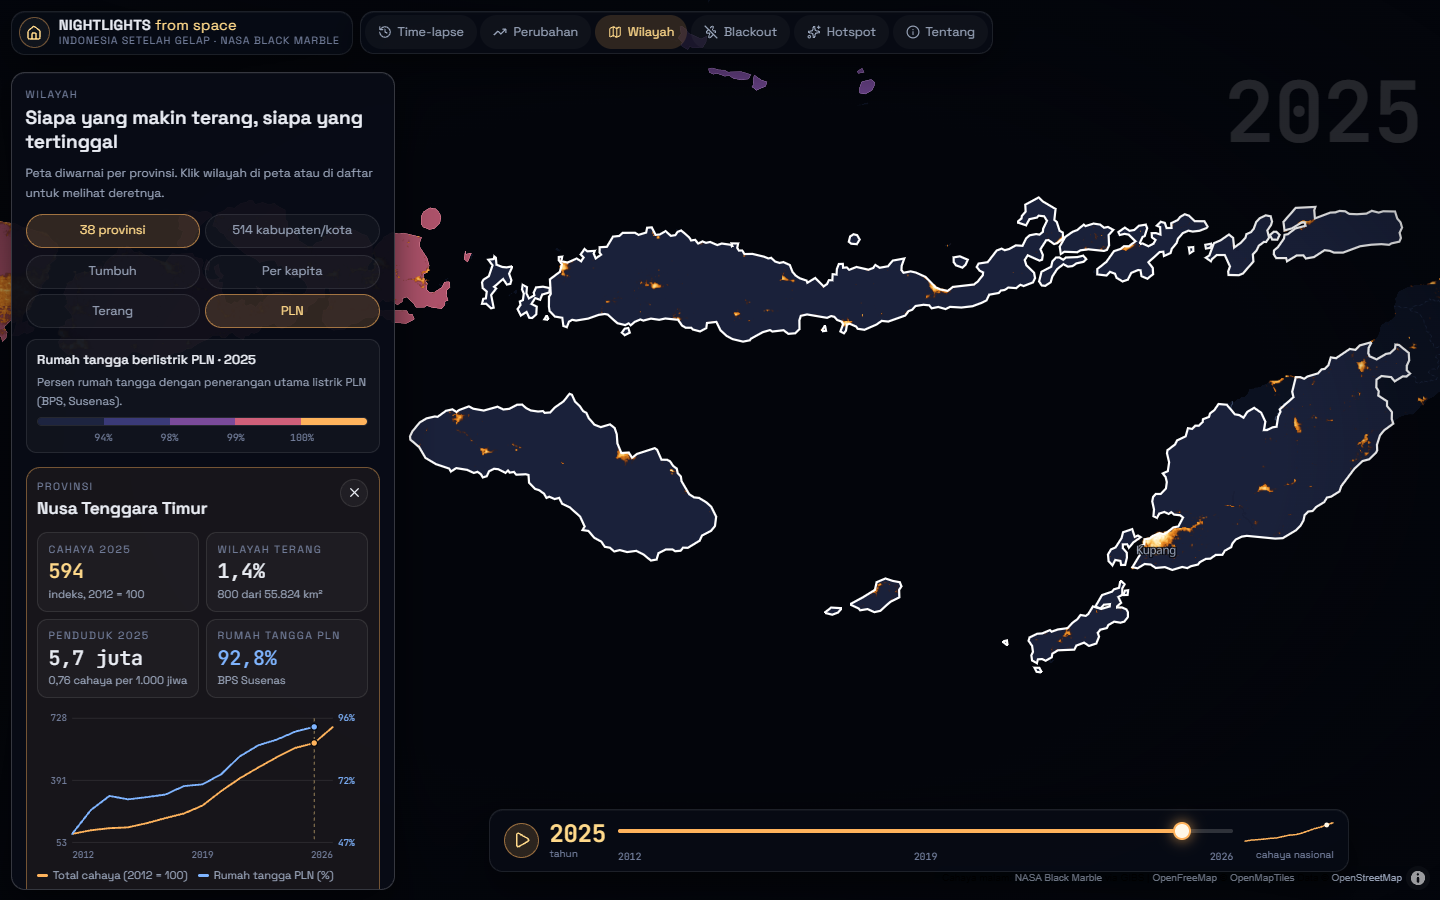 NIGHTLIGHTS from space
INDONESIA SETELAH GELAP · NASA BLACK MARBLE
Time-lapse
Perubahan
Wilayah
Blackout
Hotspot
Tentang
2025
WILAYAH
Siapa yang makin terang, siapa yang
tertinggal
Peta diwarnai per provinsi. Klik wilayah di peta atau di daftar
untuk melihat deretnya.
38 provinsi
514 kabupaten/kota
Tumbuh
Per kapita
Terang
PLN
Rumah tangga berlistrik PLN · 2025
Persen rumah tangga dengan penerangan utama listrik PLN
(BPS, Susenas).
94% 98% 99% 100%
PROVINSI
Nusa Tenggara Timur
CAHAYA 2025
594
indeks, 2012 = 100
WILAYAH TERANG
1,4%
800 dari 55.824 km²
PENDUDUK 2025
5,7 juta
0,76 cahaya per 1.000 jiwa
RUMAH TANGGA PLN
92,8%
BPS Susenas
728 96%
391 72%
53 47%
2012 2019 2026
Total cahaya (2012 = 100) Rumah tangga PLN (%)
Kupang
2025
tahun
2012 2019 2026
cahaya nasional
NASA Black Marble OpenFreeMap OpenMapTiles OpenStreetMap